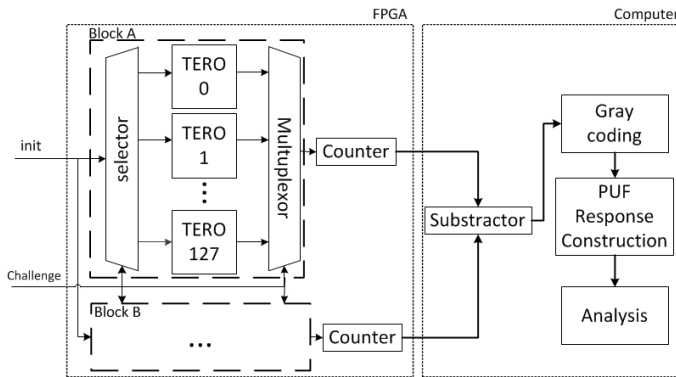 FPGA
Computer
Block A
selector
TERO
0
TERO
1
...
TERO
127
Multuplexor
init
Counter
Challenge
Block B
...
Counter
Substractor
Gray
coding
PUF
Response
Construction
Analysis